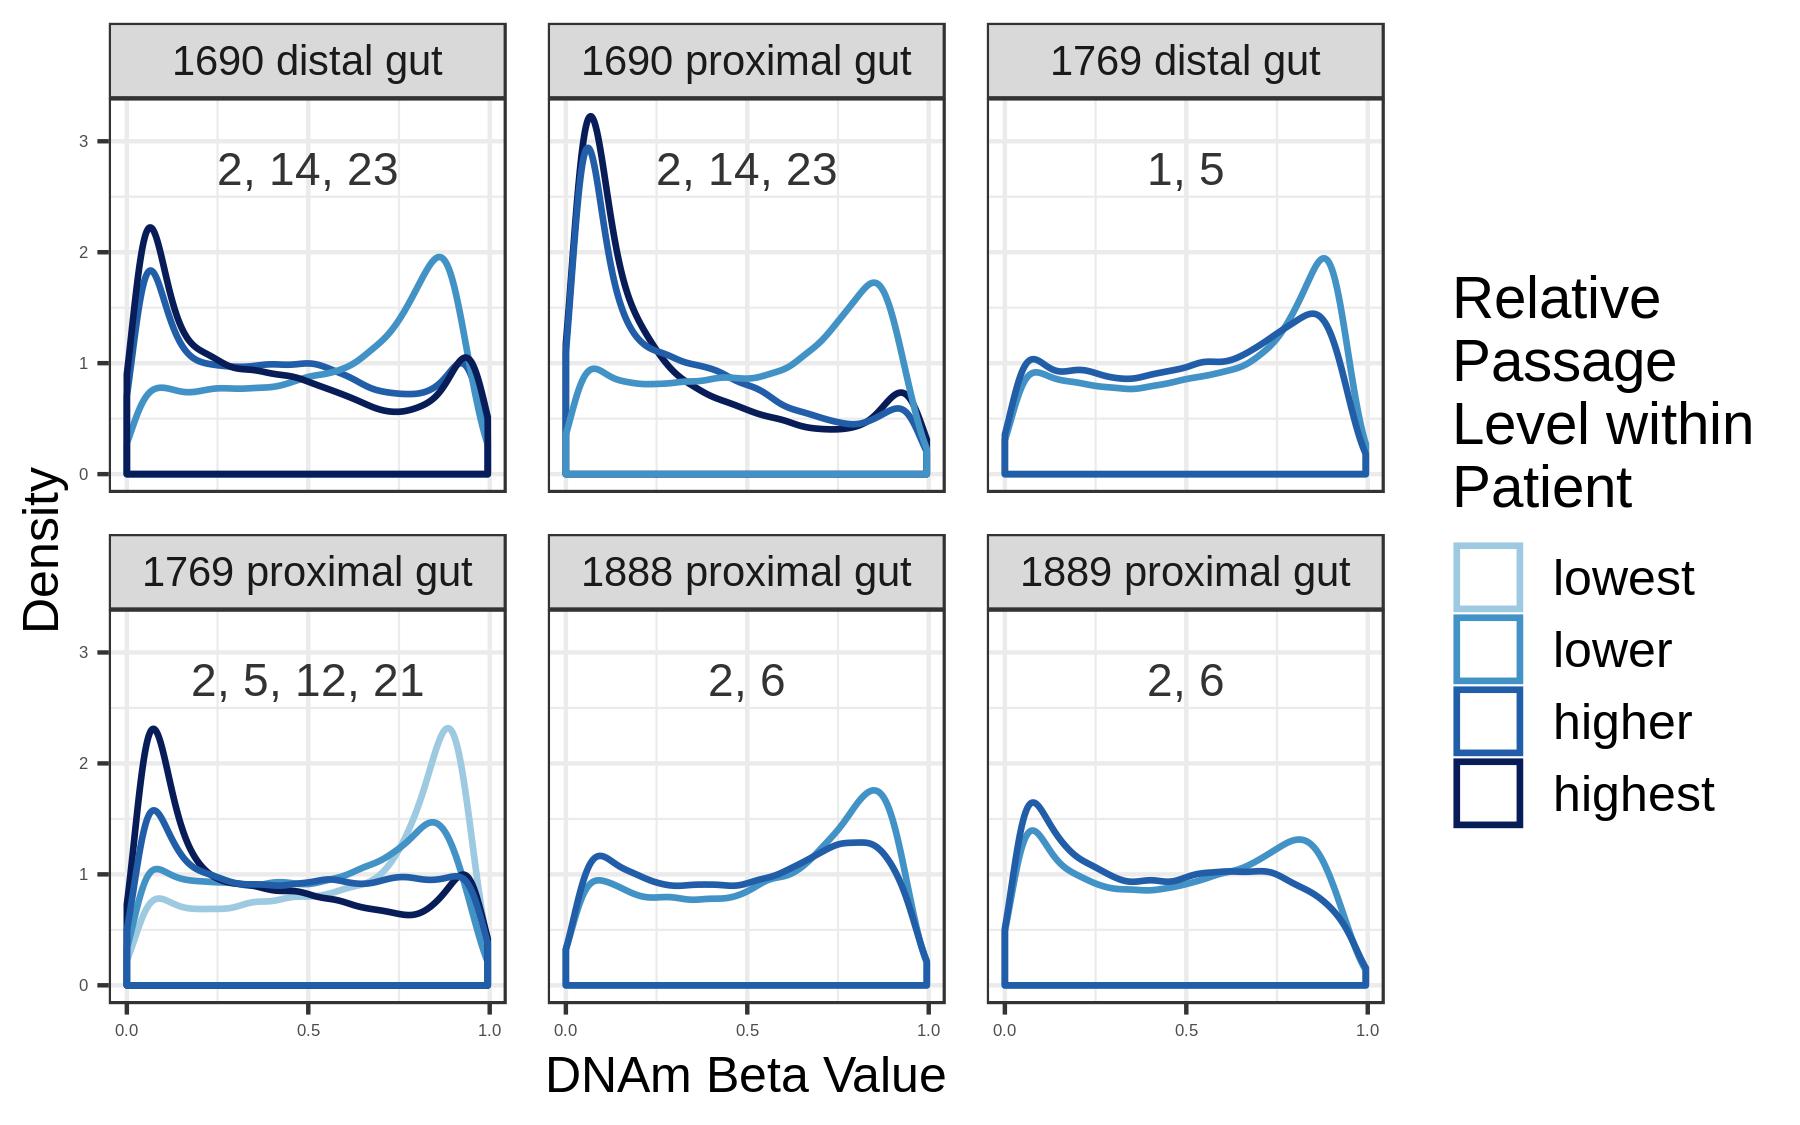 1690 distal gut
1690 proximal gut
1769 distal gut
3
2
1
0
2, 14, 23
2, 14, 23
1, 5
1769 proximal gut
1888 proximal gut
1889 proximal gut
3
2
1
0
2, 5, 12, 21
2, 6
2, 6
0.0
0.5
1.0
0.0
0.5
1.0
0.0
0.5
1.0
Density
DNAm Beta Value
Relative
Passage
Level within
Patient
lowest
lower
higher
highest